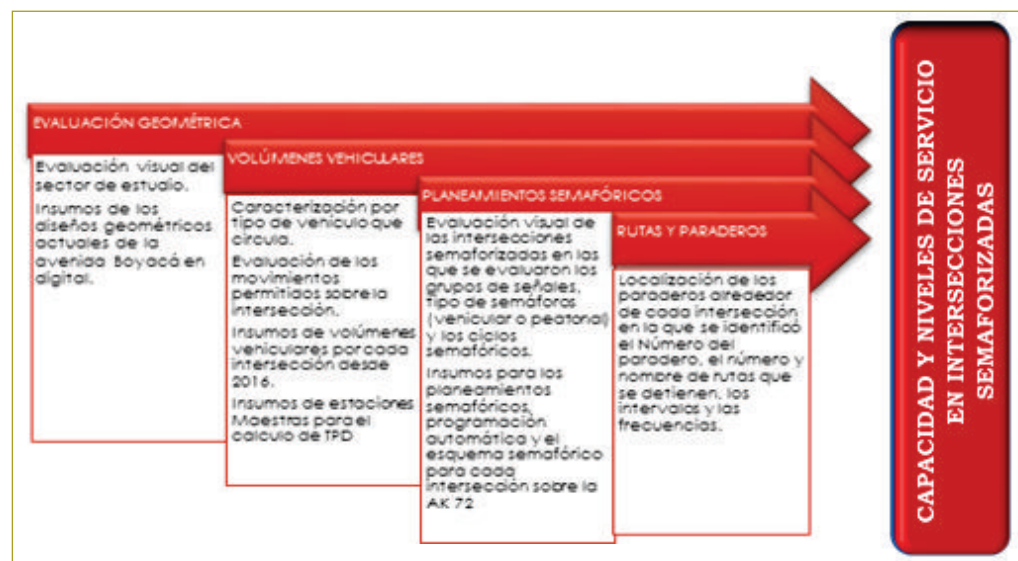 EVALUACIÓN GEOMÉTRICA
Evaluación visual del
sector de estudio.
Insumos de los
diseños geométricos
actuales de la
avenida Boyacá en
digital.
VOLÚMENES VEHICULARES
Caracterización por
tipo de vehículo que
circula.
Evaluación de los
movimientos
permitidos sobre la
intersección.
Insumos de volúmenes
vehiculares por cada
intersección desde
2016.
Insumos de estaciones
Maestras para el
calculo de TPD
PLANEAMIENTOS SEMAFÓRICOS
Evaluación visual de
las intersecciones
semaforizadas en las
que se evaluaron los
grupos de señales,
tipo de semáforos
(vehicular o peatonal)
y los ciclos
semafóricos.
Insumos para los
planeamientos
semafóricos,
programación
automática y el
esquema semafórico
para cada
intersección sobre la
AK 72
RUTAS Y PARADEROS
Localización de los
paraderos alrededor
de cada intersección
en la que se identificó
el Número del
paradero, el número y
nombre de rutas que
se detienen, los
intervalos y las
frecuencias.
CAPACIDAD Y NIVELES DE SERVICIO
EN INTERSECCIONES
SEMAFORIZADAS